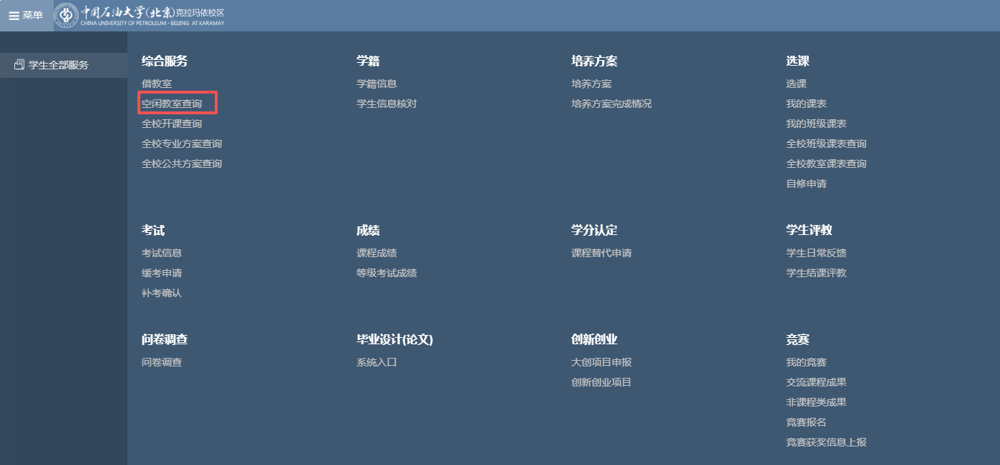 菜单
中国石油大学(北京)克拉玛依校区
CHINA UNIVERSITY OF PETROLEUM-BEIJING AT KARAMAY
学生全部服务
综合服务
借教室
空闲教室查询
全校开课查询
全校专业方案查询
全校公共方案查询
学籍
学籍信息
学生信息核对
培养方案
培养方案
培养方案完成情况
选课
选课
我的课表
我的班级课表
全校班级课表查询
全校教室课表查询
自修申请
考试
考试信息
缓考申请
补考确认
成绩
课程成绩
等级考试成绩
学分认定
课程替代申请
学生评教
学生日常反馈
学生结课评教
问卷调查
问卷调查
毕业设计(论文)
系统入口
创新创业
大创项目申报
创新创业项目
竞赛
我的竞赛
交流课程成果
非课程类成果
竞赛报名
竞赛获奖信息上报